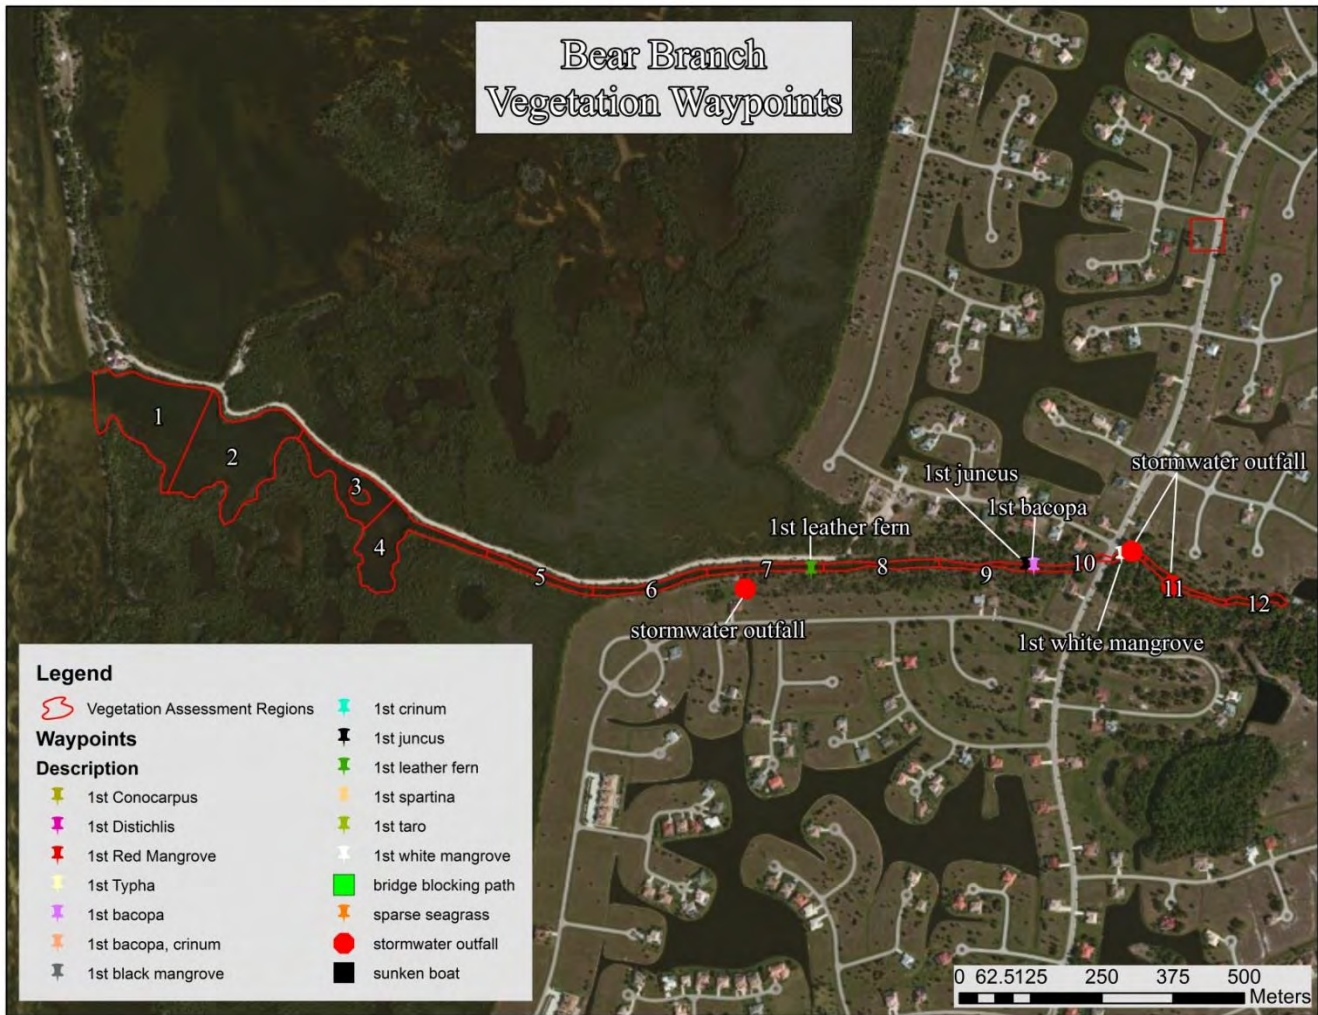 Bear Branch
Vegetation Waypoints
1
2
3
4
5
6
7
8
9
10
11
12
1st juncus
stormwater outfall
1st bacopa
1st leather fern
stormwater outfall
1st white mangrove
Legend
Vegetation Assessment Regions
Waypoints
Description
1st Conocarpus
1st Distichlis
1st Red Mangrove
1st Typha
1st bacopa
1st bacopa, crinum
1st black mangrove
1st crinum
1st juncus
1st leather fern
1st spartina
1st taro
1st white mangrove
bridge blocking path
sparse seagrass
stormwater outfall
sunken boat
0 62.5125 250 375 500
Meters